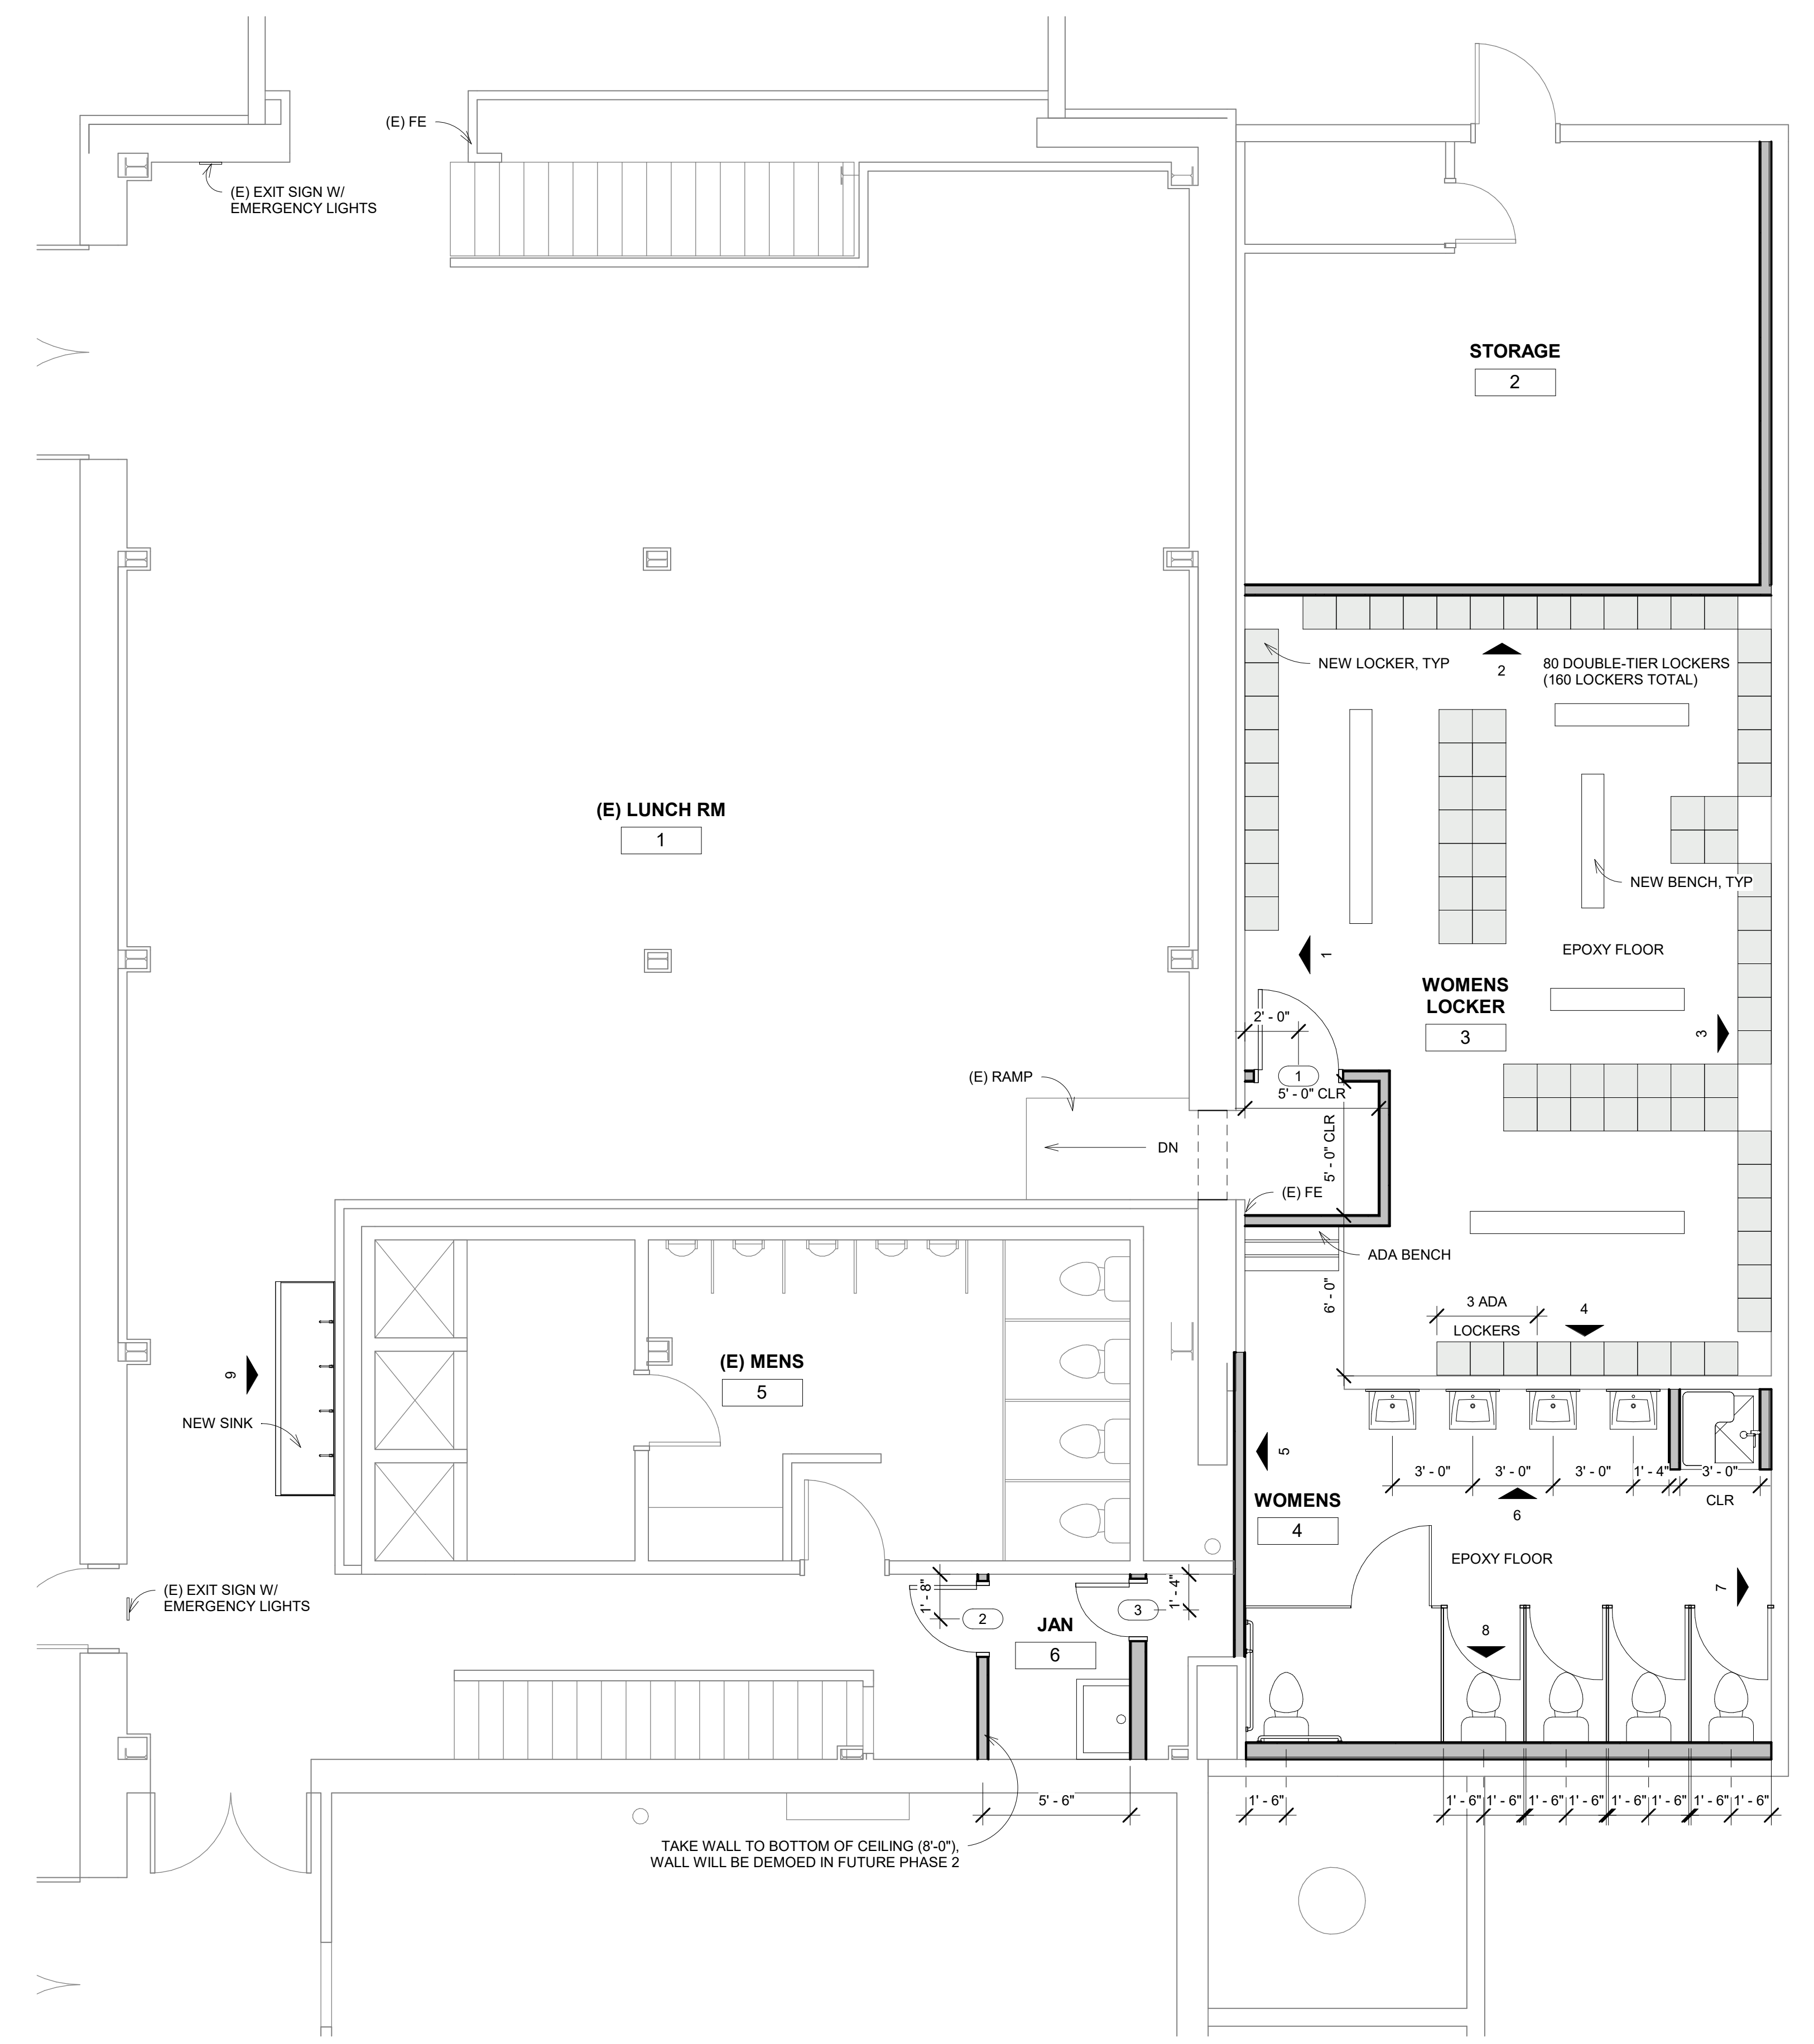 (E) FE
(E) EXIT SIGN W/
EMERGENCY LIGHTS
STORAGE
2
NEW LOCKER, TYP
2
80 DOUBLE-TIER LOCKERS
(160 LOCKERS TOTAL)
(E) LUNCH RM
1
NEW BENCH, TYP
EPOXY FLOOR
1
WOMENS
LOCKER
3
3
2' - 0"
1
5' - 0" CLR
(E) RAMP
DN
5' - 0" CLR
(E) FE
ADA BENCH
6' - 0"
3 ADA
LOCKERS
4
(E) MENS
5
9
NEW SINK
5
3' - 0"
3' - 0"
3' - 0"
1' - 4"
3' - 0"
CLR
WOMENS
4
6
EPOXY FLOOR
7
(E) EXIT SIGN W/
EMERGENCY LIGHTS
1' - 8"
2
JAN
6
3
1' - 4"
8
5' - 6"
1' - 6"
1' - 6"
1' - 6"
1' - 6"
1' - 6"
1' - 6"
1' - 6"
1' - 6"
1' - 6"
TAKE WALL TO BOTTOM OF CEILING (8'-0"),
WALL WILL BE DEMOED IN FUTURE PHASE 2